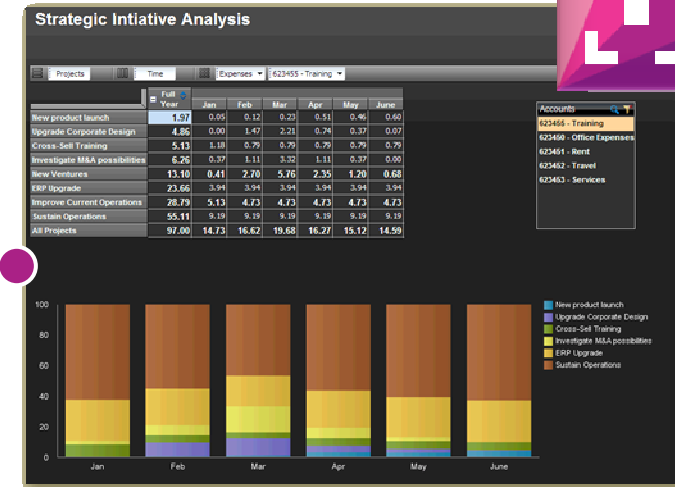 Strategic Intiative Analysis
Projects Time Expenses 623455 - Training
Full Year Jan Feb Mar Apr May June
New product launch 1.97 0.05 0.12 0.23 0.51 0.46 0.60
Upgrade Corporate Design 4.86 0.00 1.47 2.21 0.74 0.37 0.07
Cross-Sell Training 5.13 1.18 0.79 0.79 0.79 0.79 0.79
Investigate M&A possibilities 6.26 0.37 1.11 3.32 1.11 0.37 0.00
New Ventures 13.10 0.41 2.70 5.76 2.35 1.20 0.68
ERP Upgrade 23.66 3.94 3.94 3.94 3.94 3.94 3.94
Improve Current Operations 28.79 5.13 4.73 4.73 4.73 4.73 4.73
Sustain Operations 55.11 9.19 9.19 9.19 9.19 9.19 9.19
All Projects 97.00 14.73 16.62 19.68 16.27 15.12 14.59
Accounts
623455 - Training
623460 - Office Expenses
623451 - Rent
623452 - Travel
623453 - Services
100
80
60
40
20
0
Jan Feb Mar Apr May June
New product launch
Upgrade Corporate Design
Cross-Sell Training
Investigate M&A possibilities
ERP Upgrade
Sustain Operations